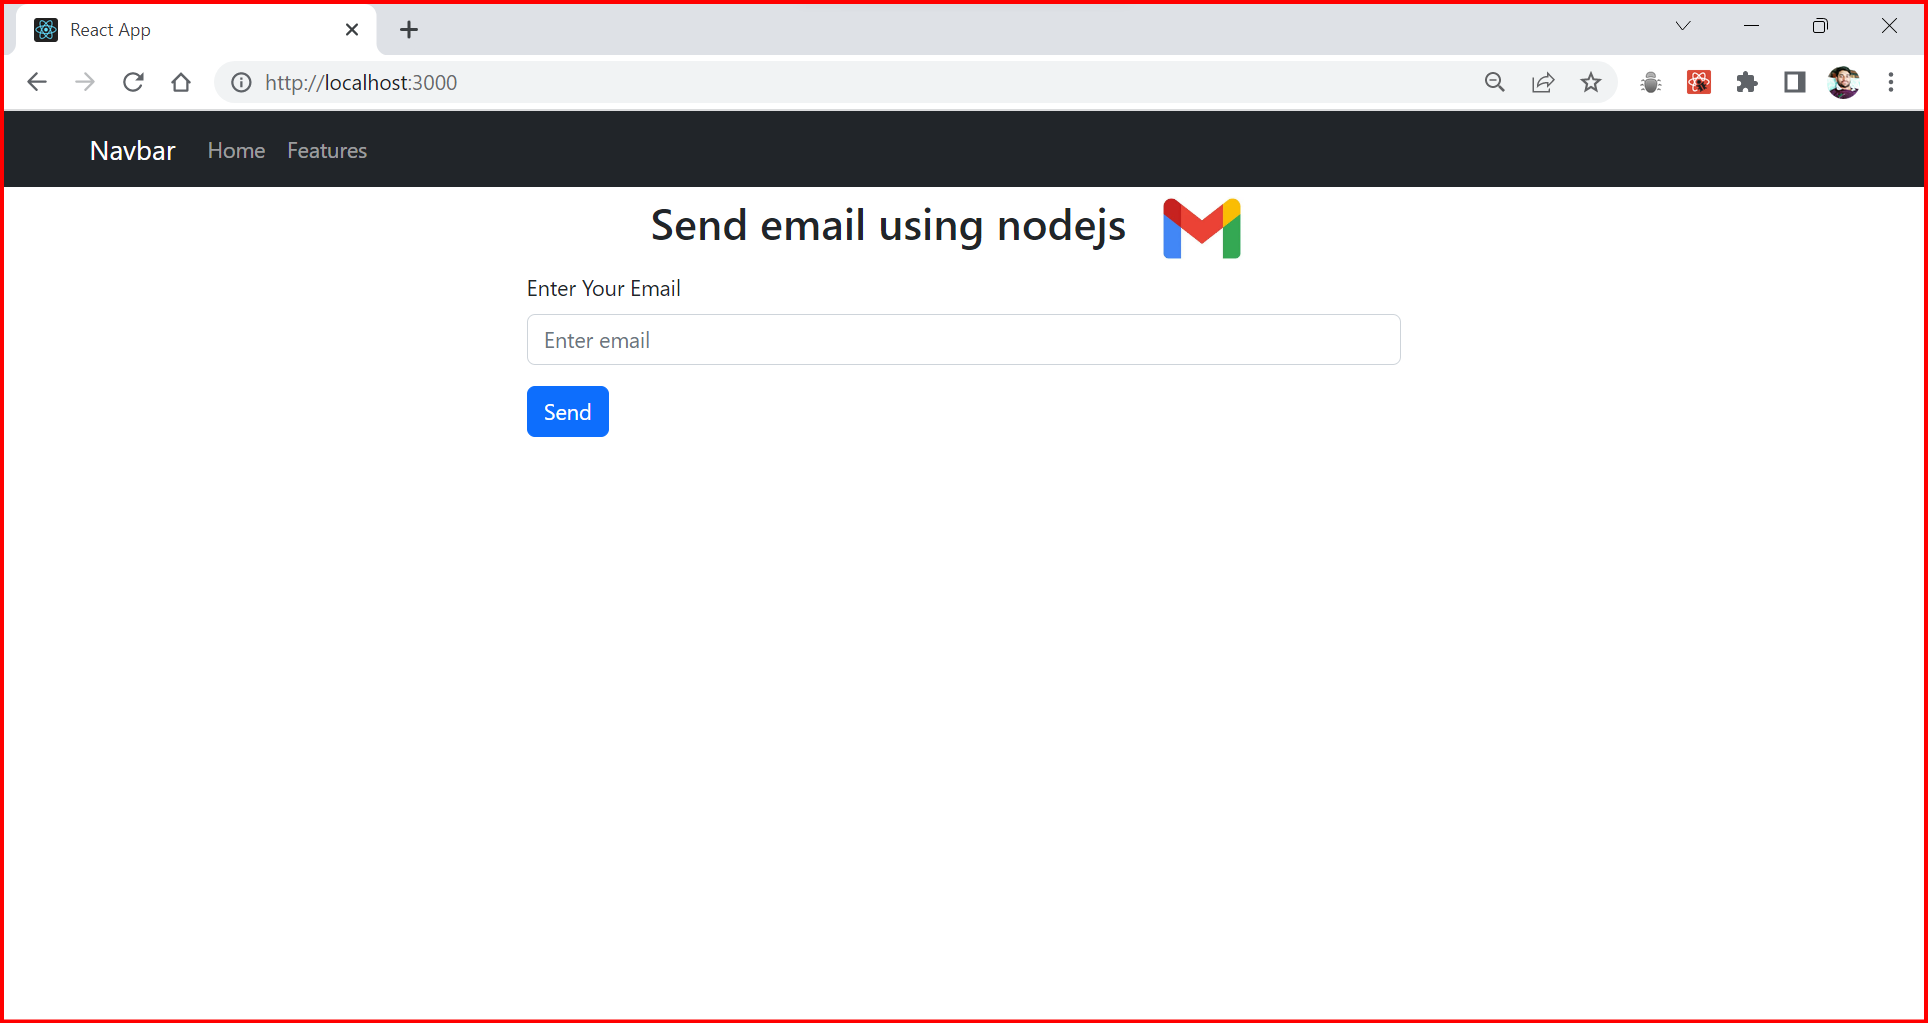 React App
http://localhost:3000
Navbar Home Features
Send email using nodejs
Enter Your Email
Enter email
Send